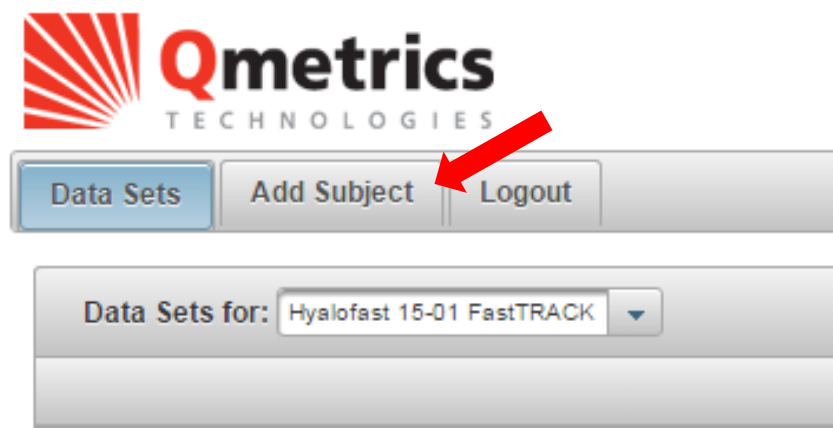 Qmetrics
TECHNOLOGIES
Data Sets Add Subject Logout
Data Sets for: Hyalofast 15-01 FastTRACK